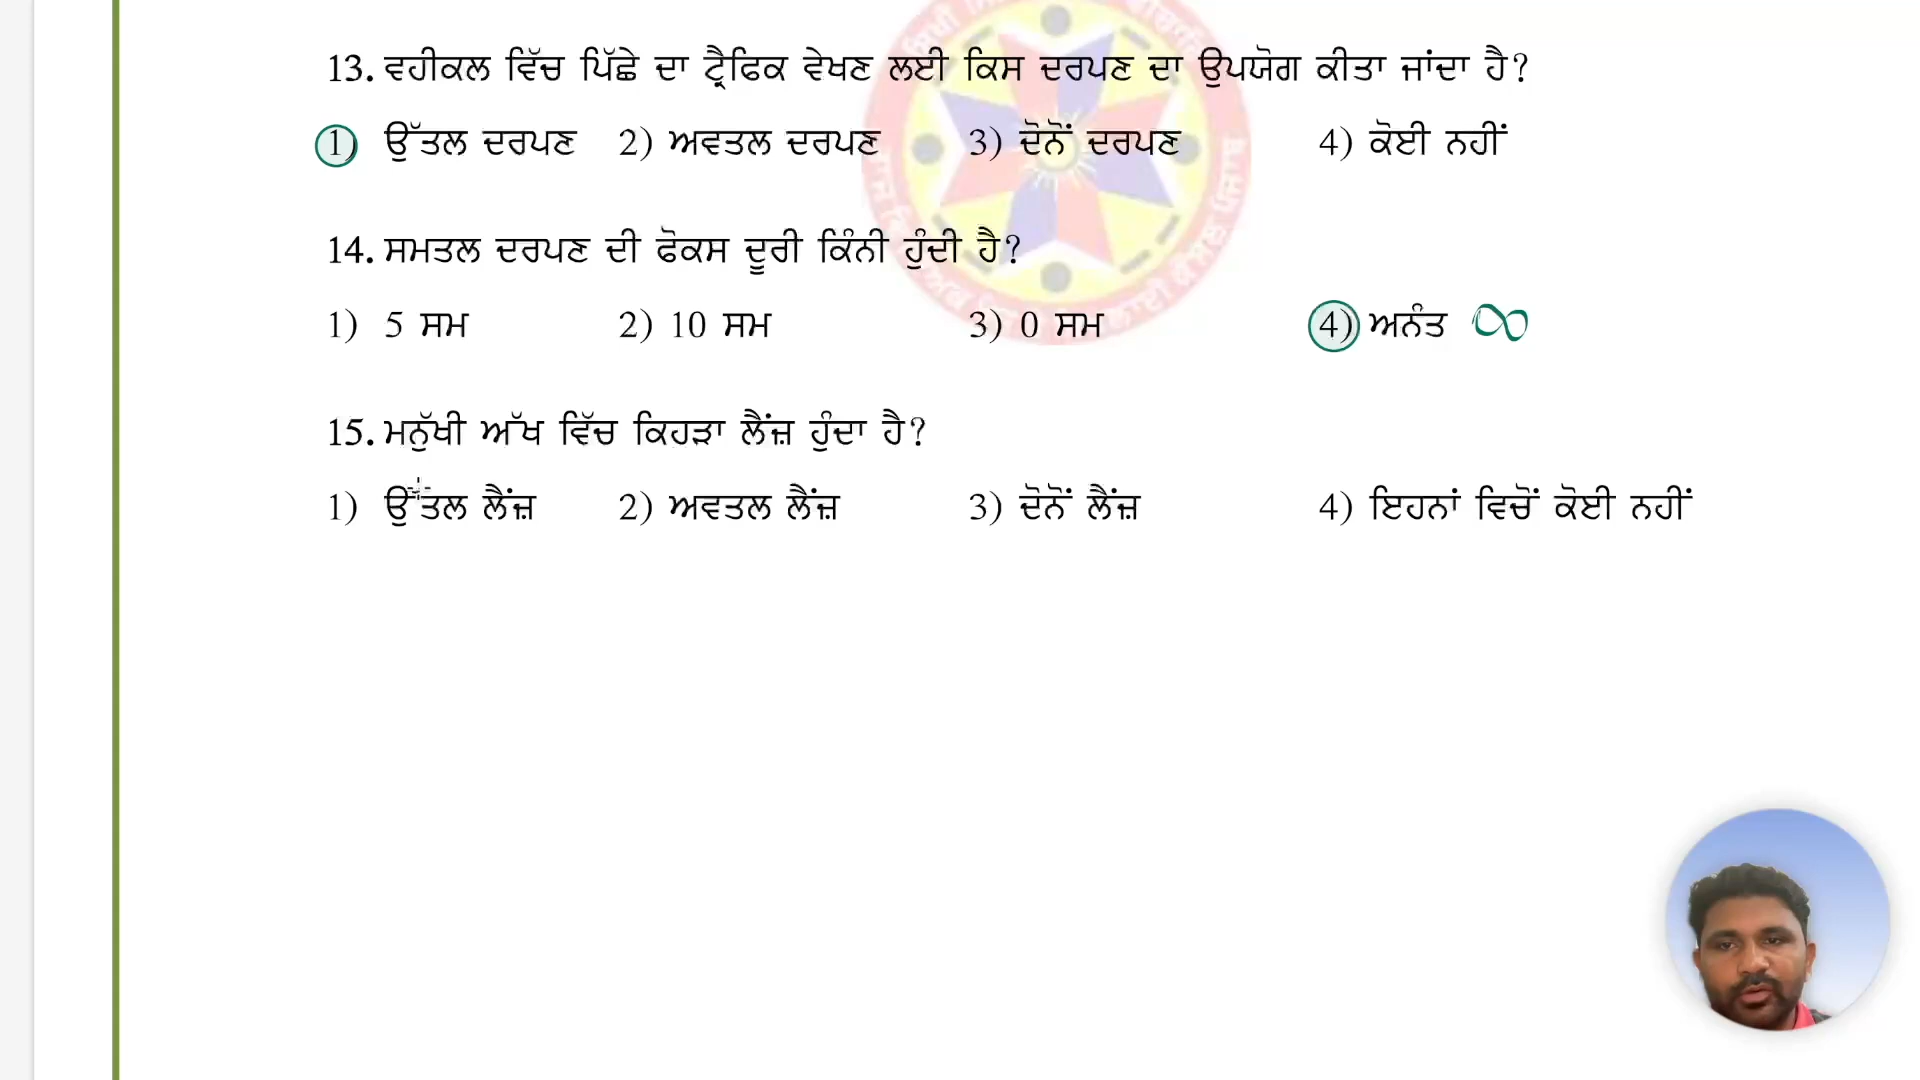 13. ਵਹੀਕਲ ਵਿੱਚ ਪਿੱਛੇ ਦਾ ਟ੍ਰੈਫਿਕ ਵੇਖਣ ਲਈ ਕਿਸ ਦਰਪਣ ਦਾ ਉਪਯੋਗ ਕੀਤਾ ਜਾਂਦਾ ਹੈ?
1) ਉੱਤਲ ਦਰਪਣ 2) ਅਵਤਲ ਦਰਪਣ 3) ਦੋਨੋਂ ਦਰਪਣ 4) ਕੋਈ ਨਹੀਂ
14. ਸਮਤਲ ਦਰਪਣ ਦੀ ਫੋਕਸ ਦੂਰੀ ਕਿੰਨੀ ਹੁੰਦੀ ਹੈ?
1) 5 ਸਮ 2) 10 ਸਮ 3) 0 ਸਮ 4) ਅਨੰਤ ∞
15. ਮਨੁੱਖੀ ਅੱਖ ਵਿੱਚ ਕਿਹੜਾ ਲੈਂਜ਼ ਹੁੰਦਾ ਹੈ?
1) ਉੱਤਲ ਲੈਂਜ਼ 2) ਅਵਤਲ ਲੈਂਜ਼ 3) ਦੋਨੋਂ ਲੈਂਜ਼ 4) ਇਹਨਾਂ ਵਿਚੋਂ ਕੋਈ ਨਹੀਂ